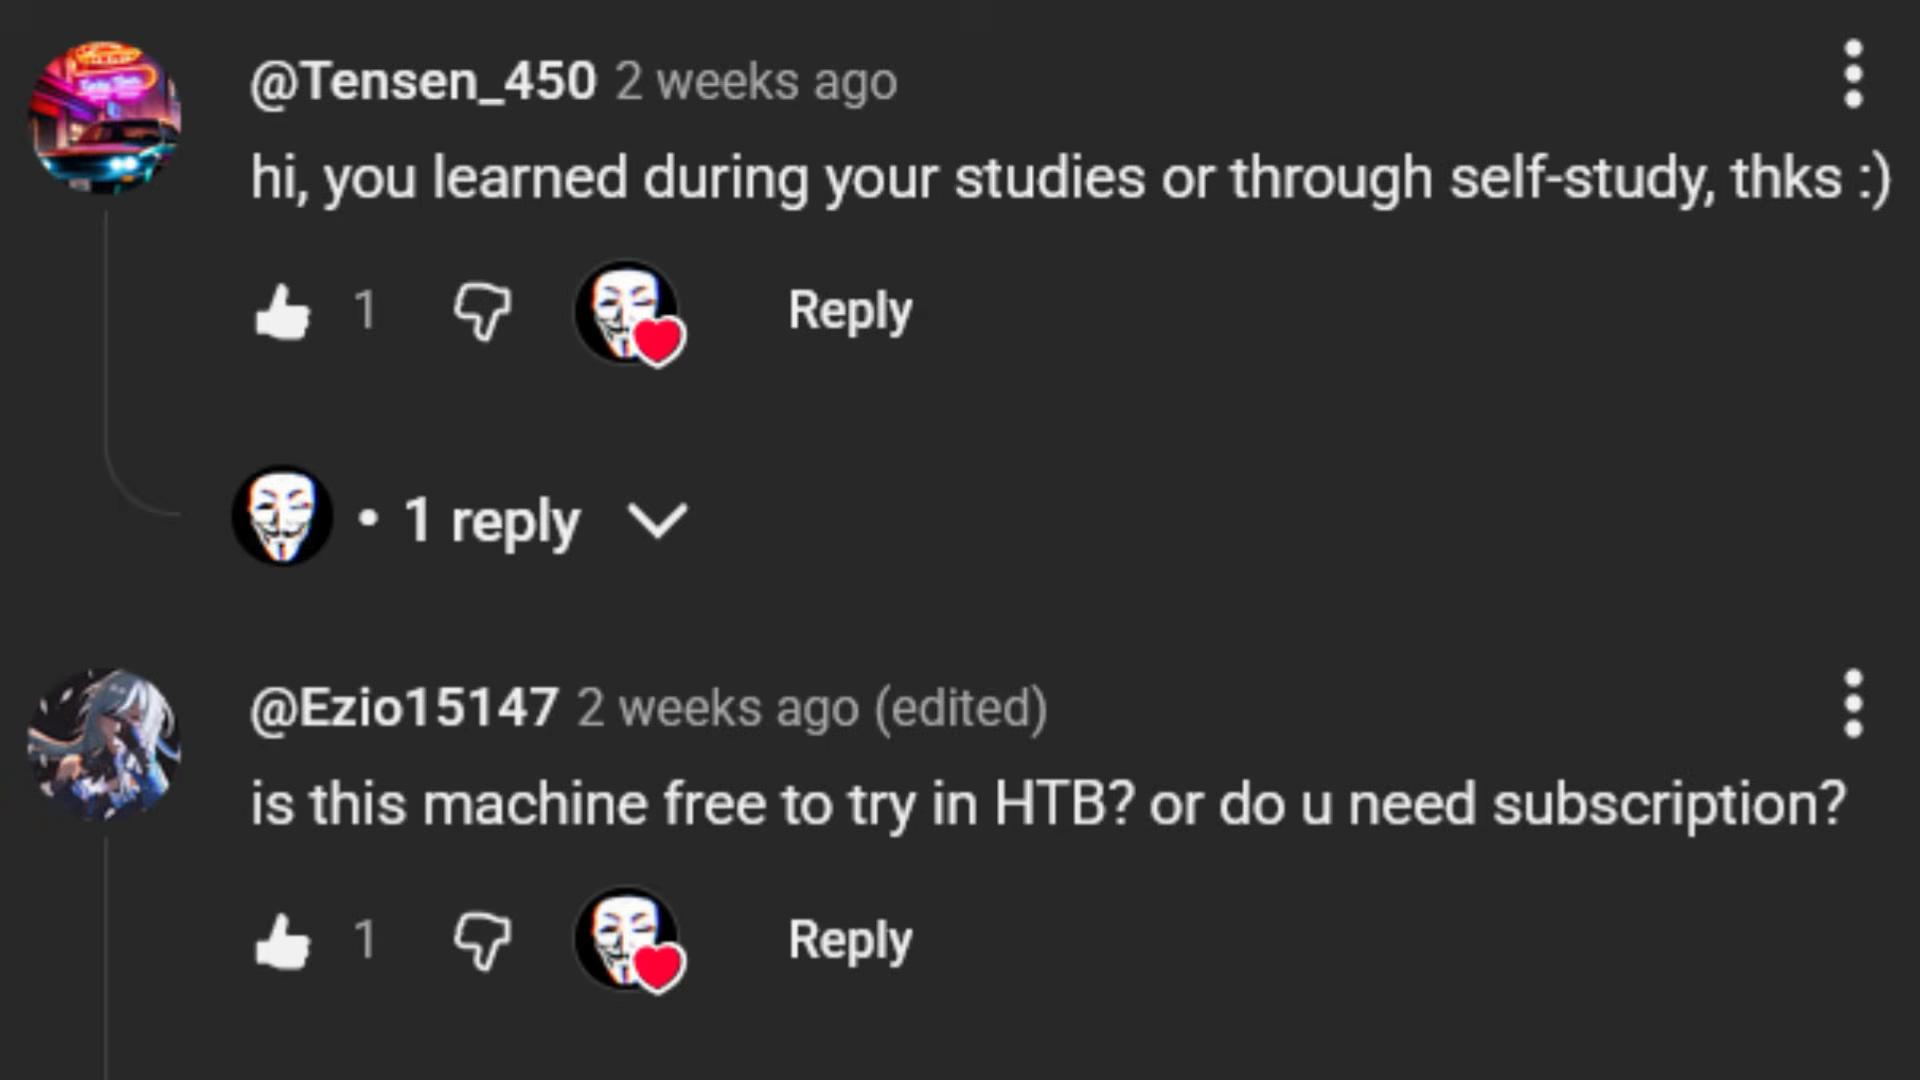 @Tensen_450 2 weeks ago
hi, you learned during your studies or through self-study, thks :)
1 Reply
• 1 reply
@Ezio15147 2 weeks ago (edited)
is this machine free to try in HTB? or do u need subscription?
1 Reply